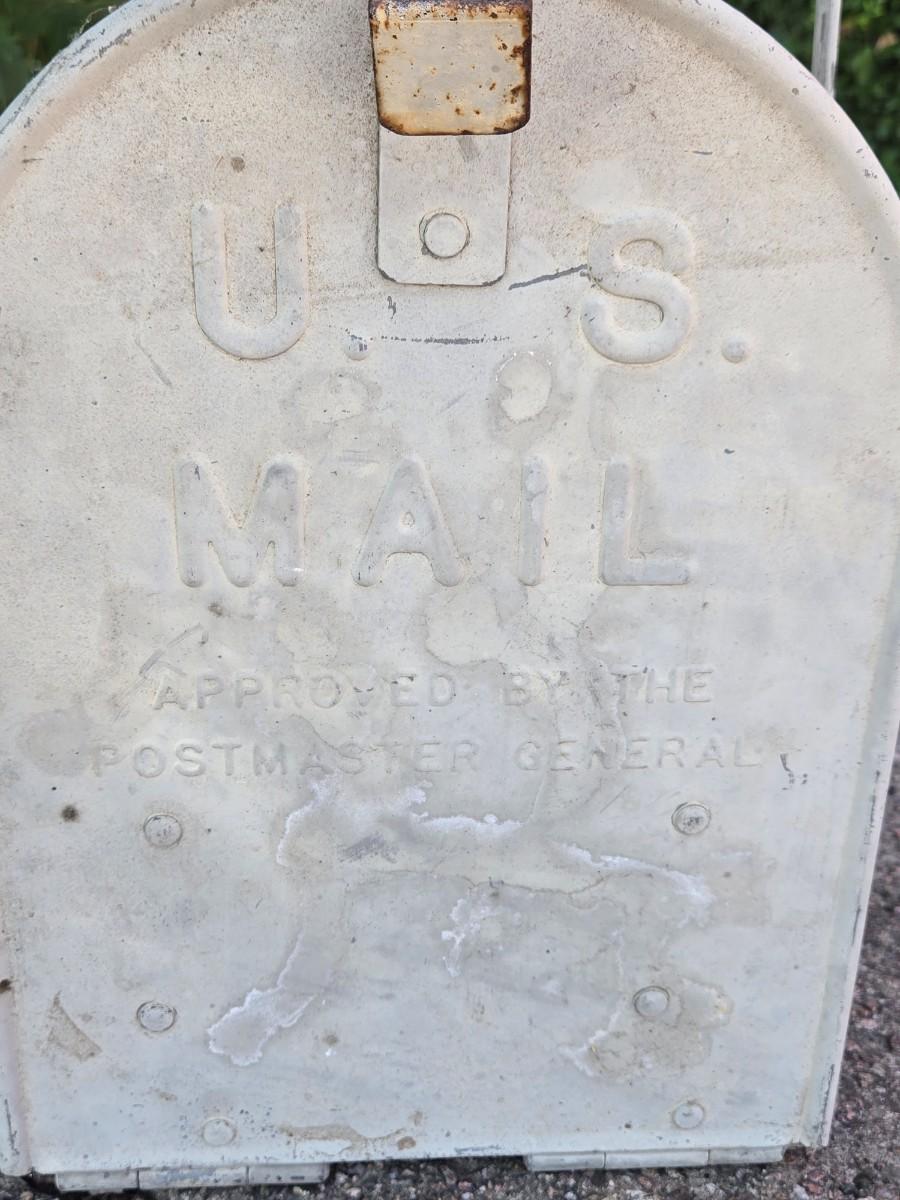 U. S.
MAIL
APPROVED BY THE
POSTMASTER GENERAL